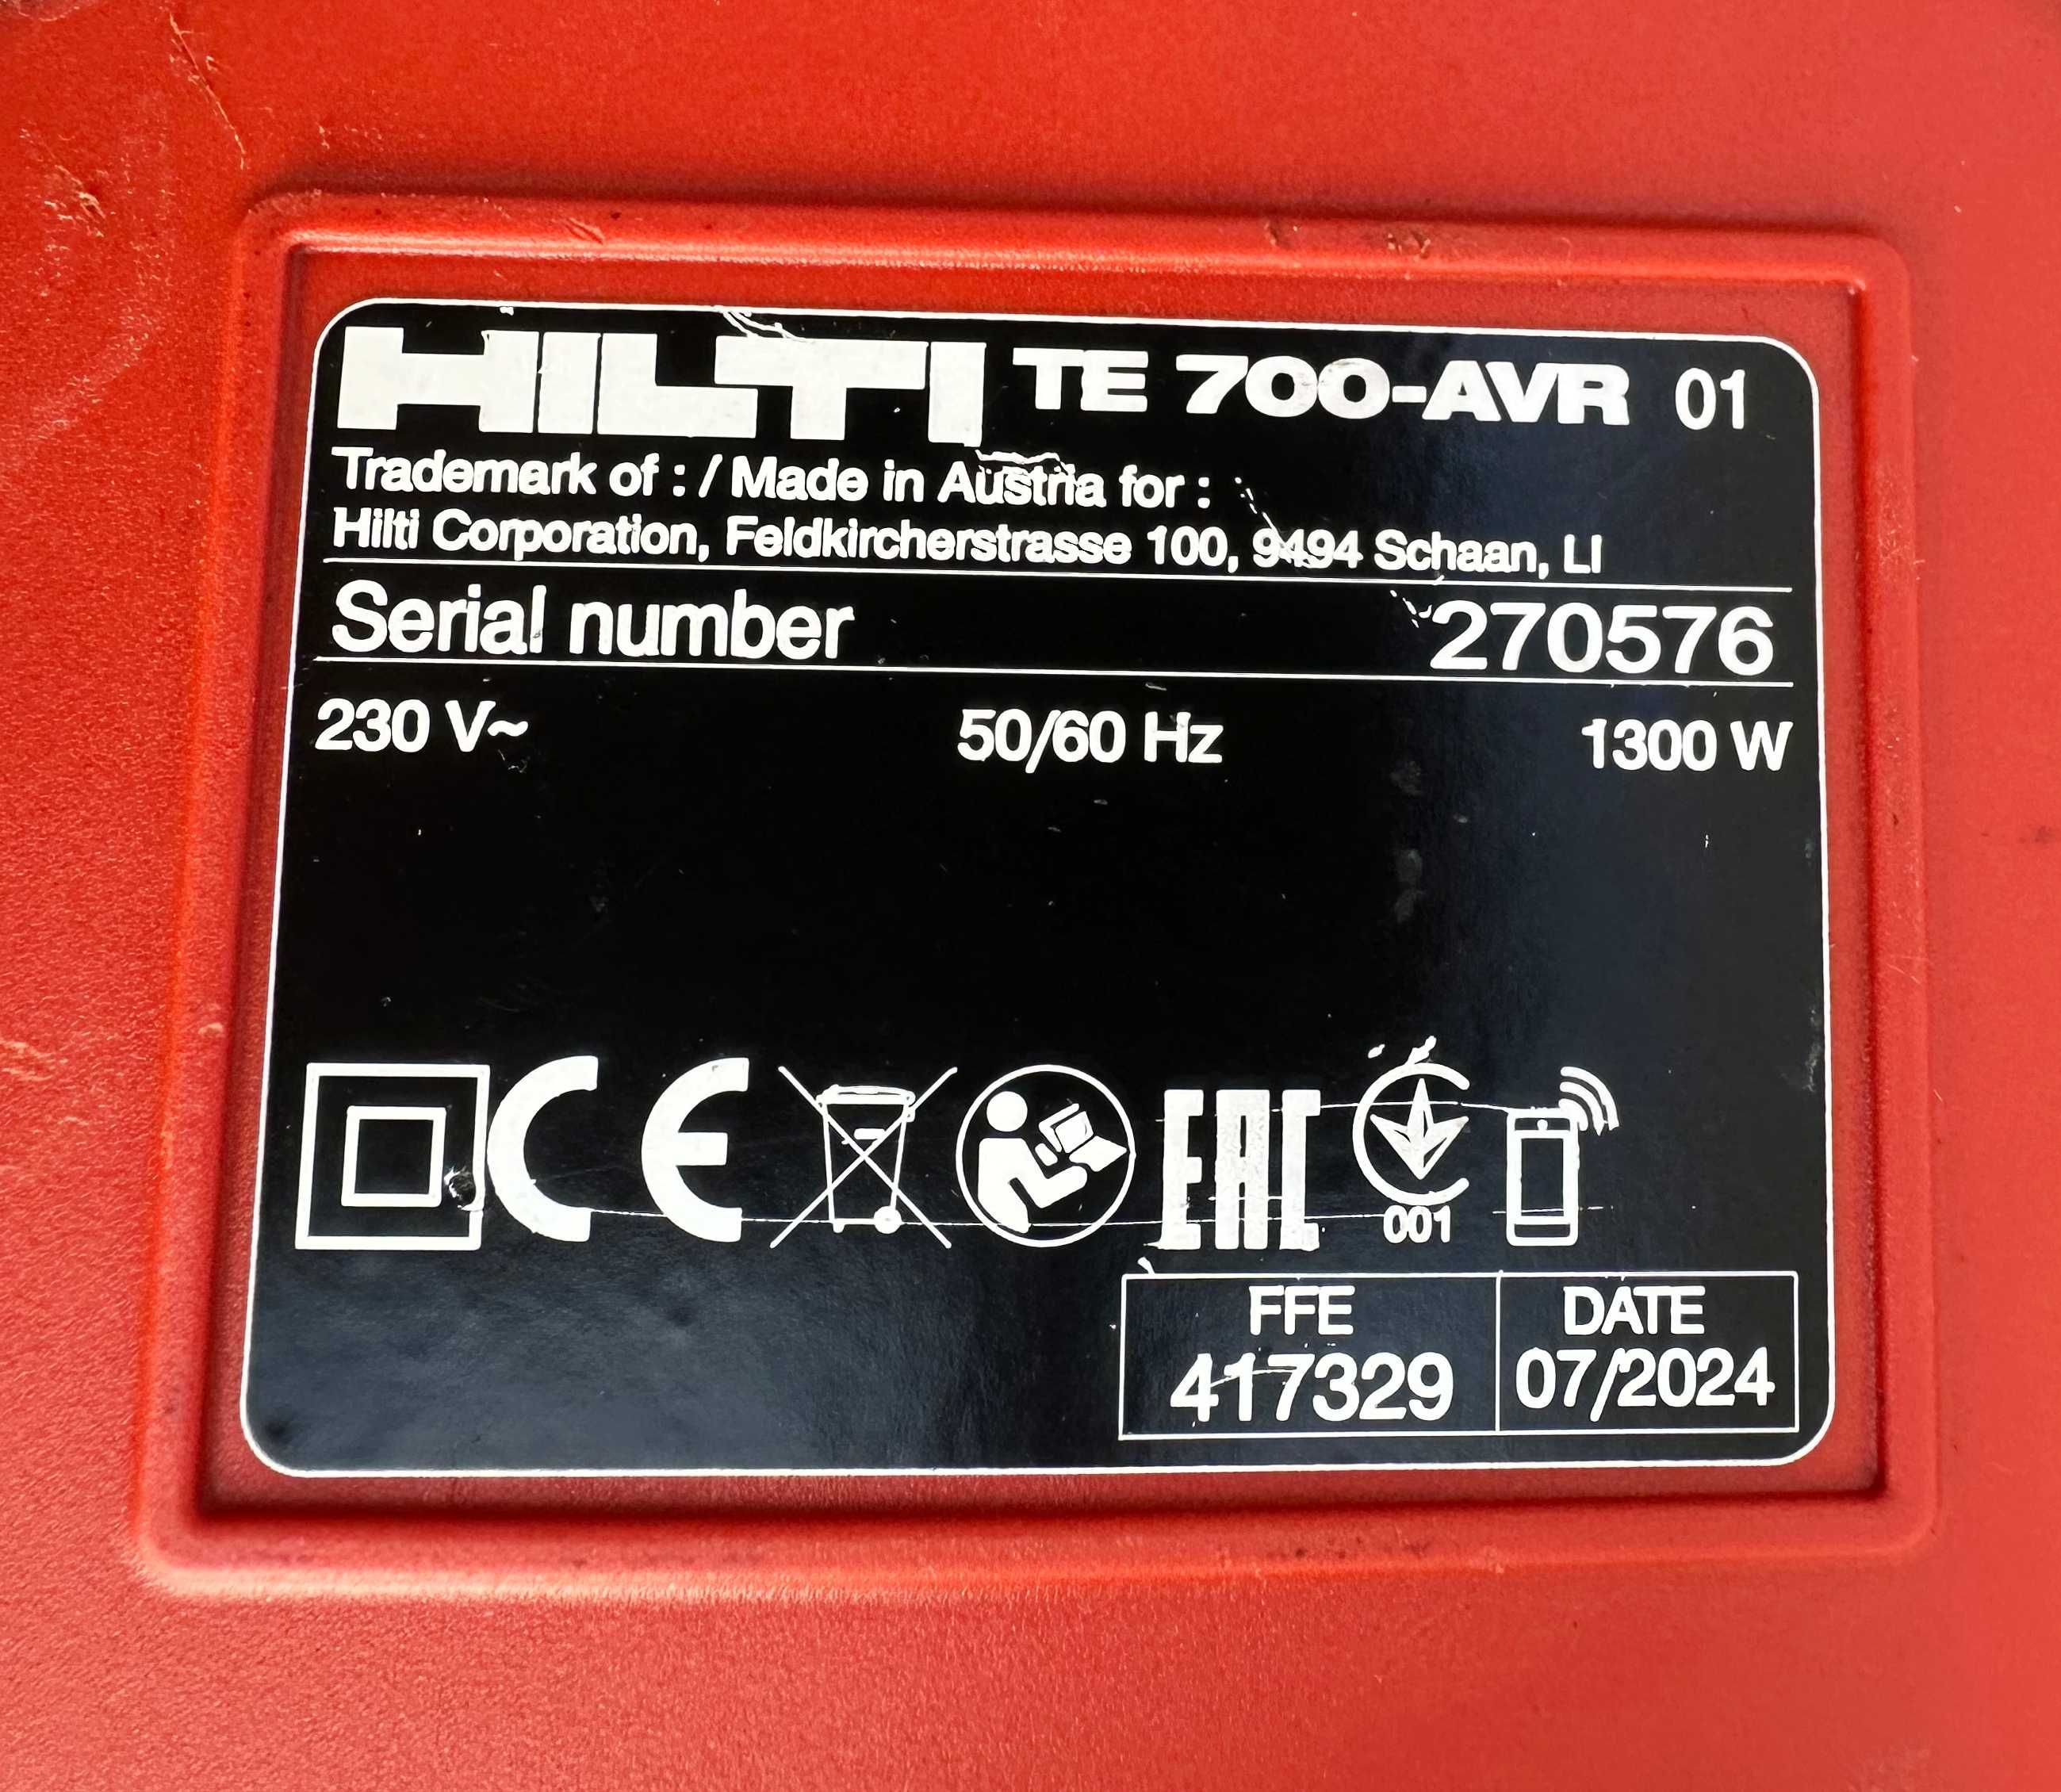 HILTI TE 700-AVR 01
Trademark of : / Made in Austria for :
Hilti Corporation, Feldkircherstrasse 100, 9494 Schaan, LI
Serial number 270576
230 V~ 50/60 Hz 1300 W
CE EAC 001
FFE DATE
417329 07/2024